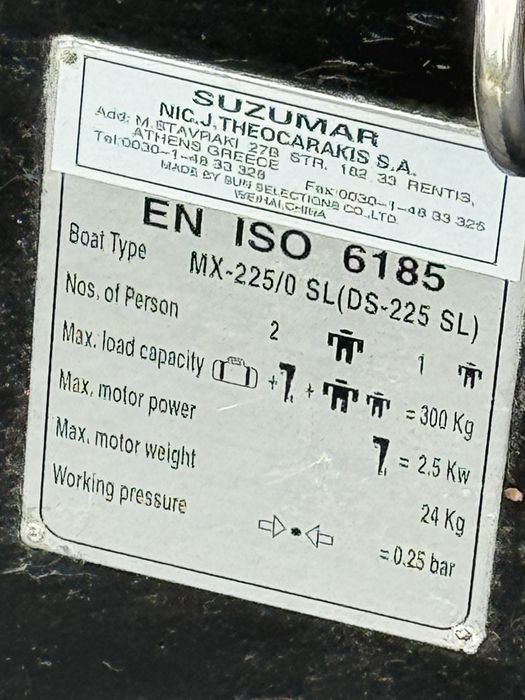 SUZUMAR
NIC.J.THEOCARAKIS S.A.
Add: M.STAVRAKI 27B STR. 182 33 RENTIS,
ATHENS GREECE
Tel:0030-1-48 33 326 Fax:0030-1-48 33 326
MADE BY SUN SELECTIONS CO.,LTD
WEIHAI,CHINA
EN ISO 6185
Boat Type MX-225/0 SL(DS-225 SL)
Nos. of Person 2 1
Max. load capacity + + = 300 Kg
Max. motor power = 2.5 Kw
Max. motor weight 24 Kg
Working pressure = 0.25 bar